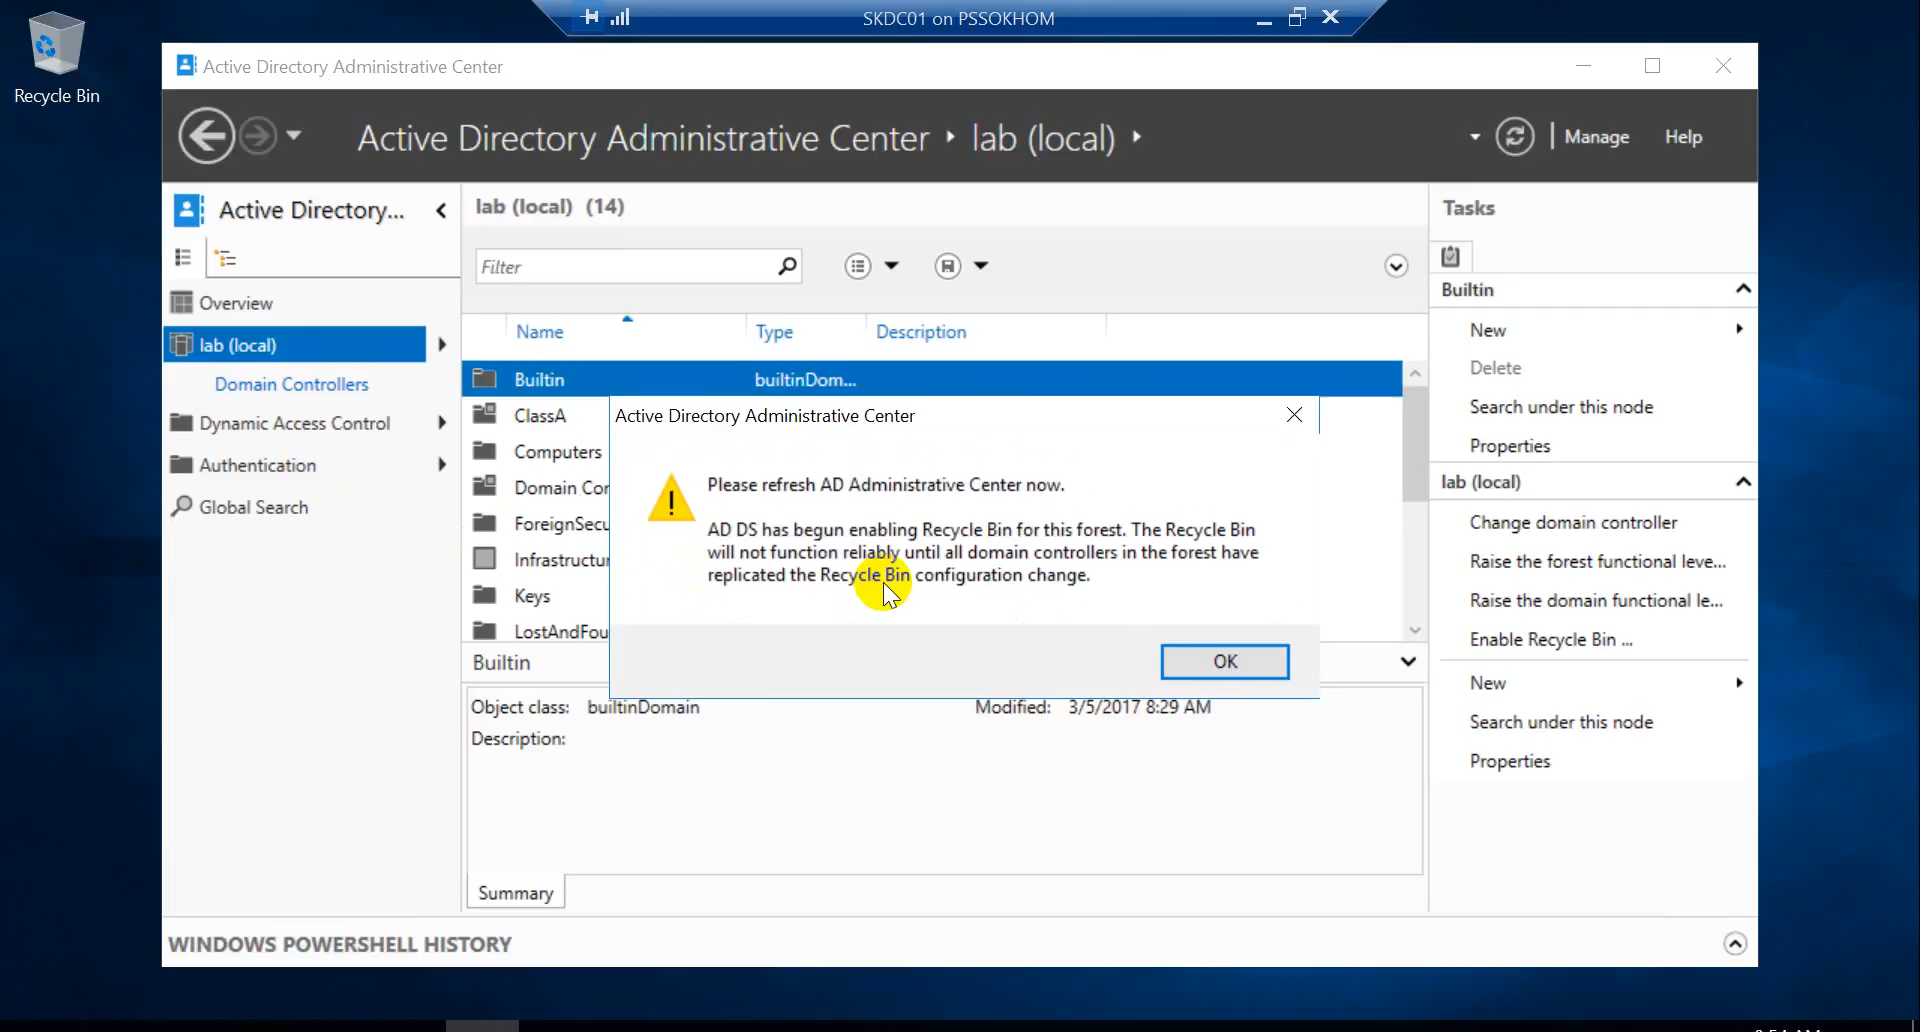 SKDC01 on PSSOKHOM
Recycle Bin
Active Directory Administrative Center
Active Directory Administrative Center
lab (local)
Manage
Help
Active Directory...
lab (local) (14)
Tasks
Filter
Overview
lab (local)
Domain Controllers
Dynamic Access Control
Authentication
Global Search
Name
Type
Description
Builtin
builtinDom...
ClassA
Computers
Domain Cor
ForeignSecu
Infrastructur
Keys
LostAndFou
Active Directory Administrative Center
Please refresh AD Administrative Center now.
AD DS has begun enabling Recycle Bin for this forest. The Recycle Bin
will not function reliably until all domain controllers in the forest have
replicated the Recycle Bin configuration change.
OK
Builtin
Object class: builtinDomain
Modified: 3/5/2017 8:29 AM
Description:
Summary
Builtin
New
Delete
Search under this node
Properties
lab (local)
Change domain controller
Raise the forest functional leve...
Raise the domain functional le...
Enable Recycle Bin ...
New
Search under this node
Properties
WINDOWS POWERSHELL HISTORY